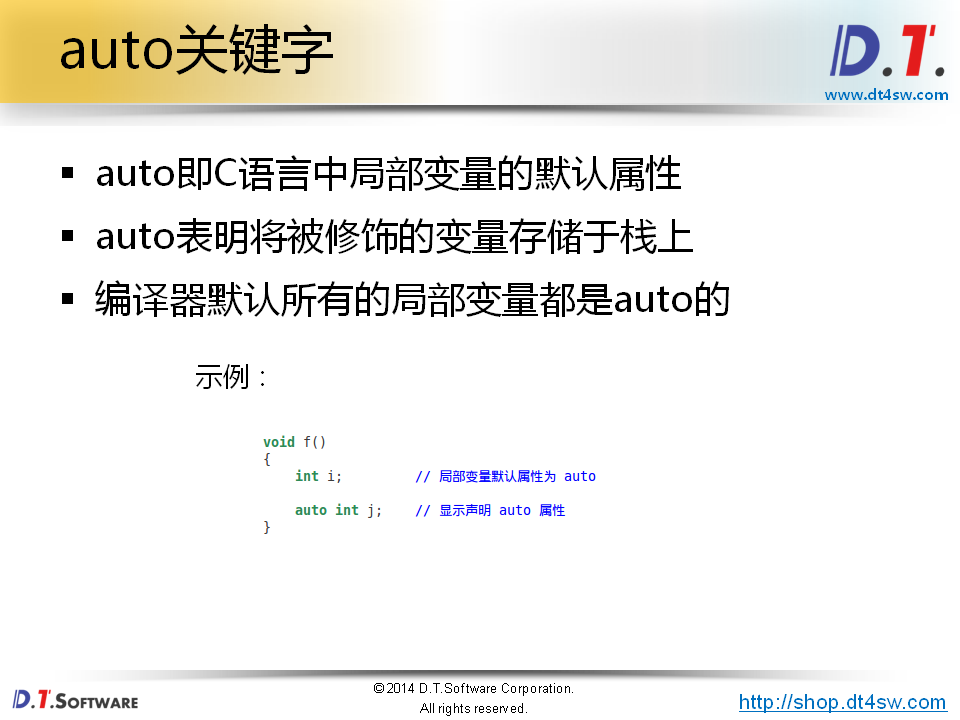 auto关键字
D.T.
www.dt4sw.com
▪ auto即C语言中局部变量的默认属性
▪ auto表明将被修饰的变量存储于栈上
▪ 编译器默认所有的局部变量都是auto的
示例：
void f()
{
    int i;         // 局部变量默认属性为 auto
    auto int j;    // 显示声明 auto 属性
}
D.T.SOFTWARE
©2014 D.T.Software Corporation.
All rights reserved.
http://shop.dt4sw.com